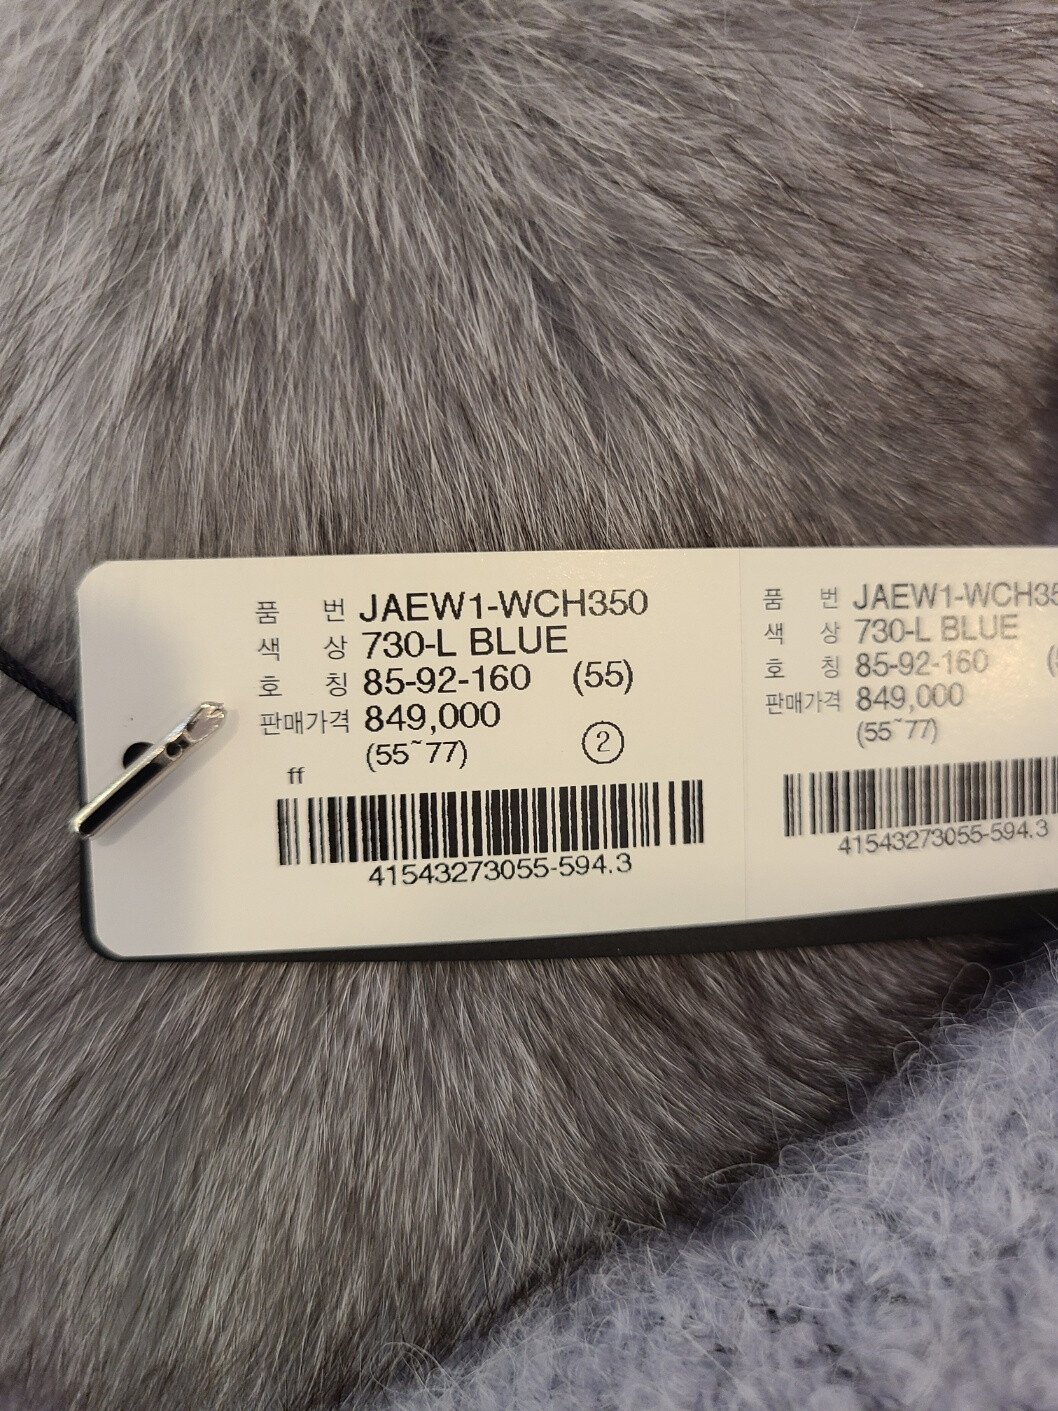 품 번 JAEW1-WCH350
색 상 730-L BLUE
호 칭 85-92-160 (55)
판매가격 849,000
(55~77) ②
ff
41543273055-594.3
품 번 JAEW1-WCH35
색 상 730-L BLUE
호 칭 85-92-160 (
판매가격 849,000
(55~77)
41543273055-594.3